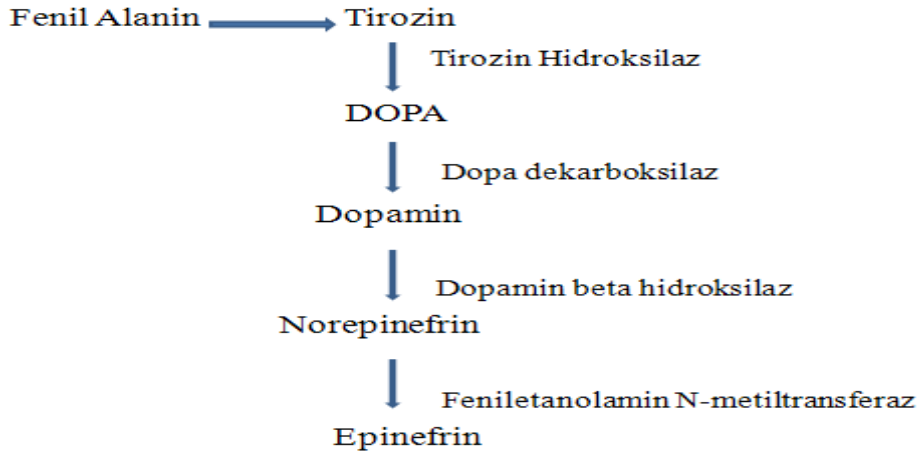 Fenil Alanin Tirozin
Tirozin Hidroksilaz
DOPA
Dopa dekarboksilaz
Dopamin
Dopamin beta hidroksilaz
Norepinefrin
Feniletanolamin N-metiltransferaz
Epinefrin